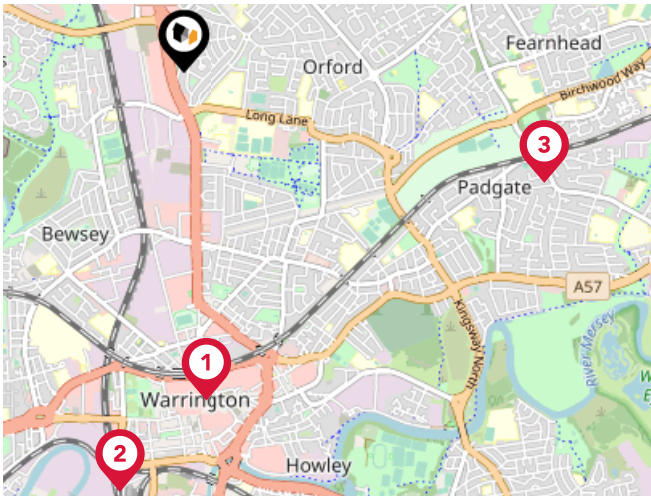 Fearnhead
Orford
Birchwood Way
Long Lane
3
Padgate
Bewsey
A57
Kingsway North
River Mersey
1
Warrington
2
Howley